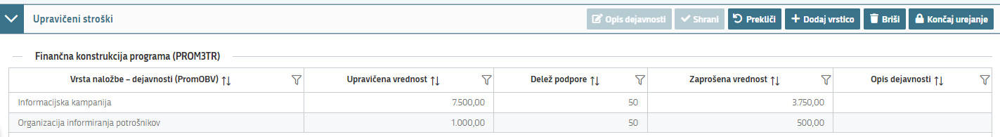 Upravičeni stroški Opis dejavnosti Shrani Prekliči Dodaj vrstico Briši Končaj urejanje
Finančna konstrukcija programa (PROM3TR)
Vrsta naložbe – dejavnosti (PromOBV) Upravičena vrednost Delež podpore Zaprošena vrednost Opis dejavnosti
Informacijska kampanija 7.500,00 50 3.750,00
Organizacija informiranja potrošnikov 1.000,00 50 500,00